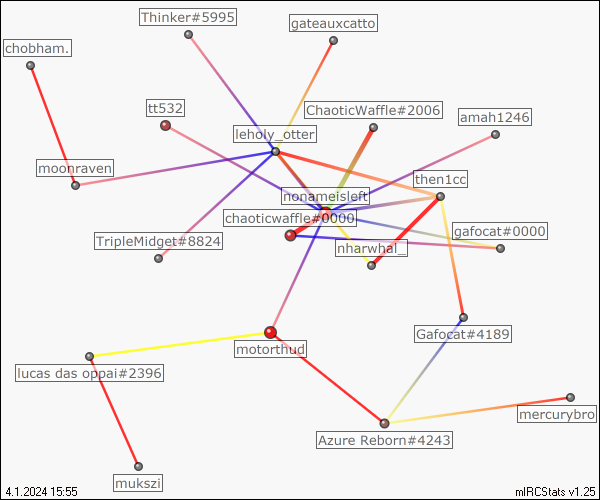 Thinker#5995
gateauxcatto
chobham.
tt532
ChaoticWaffle#2006
amah1246
leholy_otter
moonraven
then1cc
nonameisleft
chaoticwaffle#0000
gafocat#0000
TripleMidget#8824
nharwhal_
Gafocat#4189
motorthud
lucas das oppai#2396
mercurybro
Azure Reborn#4243
mukszi
4.1.2024 15:55
mIRCStats v1.25